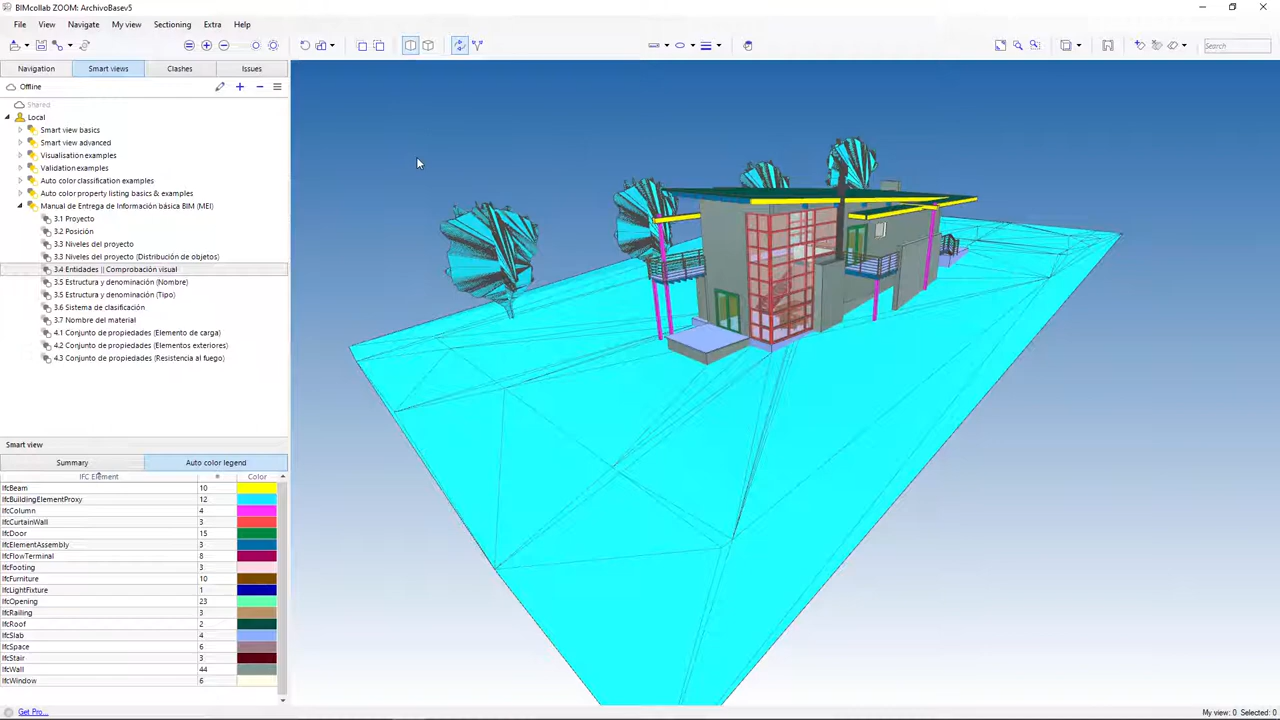 BIMcollab ZOOM: ArchivoBasev5
File View Navigate My view Sectioning Extra Help
Search
Navigation Smart views Clashes Issues
Offline
Shared
Local
Smart view basics
Smart view advanced
Visualisation examples
Validation examples
Auto color classification examples
Auto color property listing basics & examples
Manual de Entrega de Información básica BIM (MEI)
3.1 Proyecto
3.2 Posición
3.3 Niveles del proyecto
3.3 Niveles del proyecto (Distribución de objetos)
3.4 Entidades || Comprobación visual
3.5 Estructura y denominación (Nombre)
3.5 Estructura y denominación (Tipo)
3.6 Sistema de clasificación
3.7 Nombre del material
4.1 Conjunto de propiedades (Elemento de carga)
4.2 Conjunto de propiedades (Elementos exteriores)
4.3 Conjunto de propiedades (Resistencia al fuego)
Smart view
Summary Auto color legend
IFC Element # Color
IfcBeam 10
IfcBuildingElementProxy 12
IfcColumn 4
IfcCurtainWall 3
IfcDoor 15
IfcElementAssembly 3
IfcFlowTerminal 8
IfcFooting 3
IfcFurniture 10
IfcLightFixture 1
IfcOpening 23
IfcRailing 3
IfcRoof 2
IfcSlab 4
IfcSpace 6
IfcStair 3
IfcWall 44
IfcWindow 6
Get Pro... My view: 0 Selected: 0